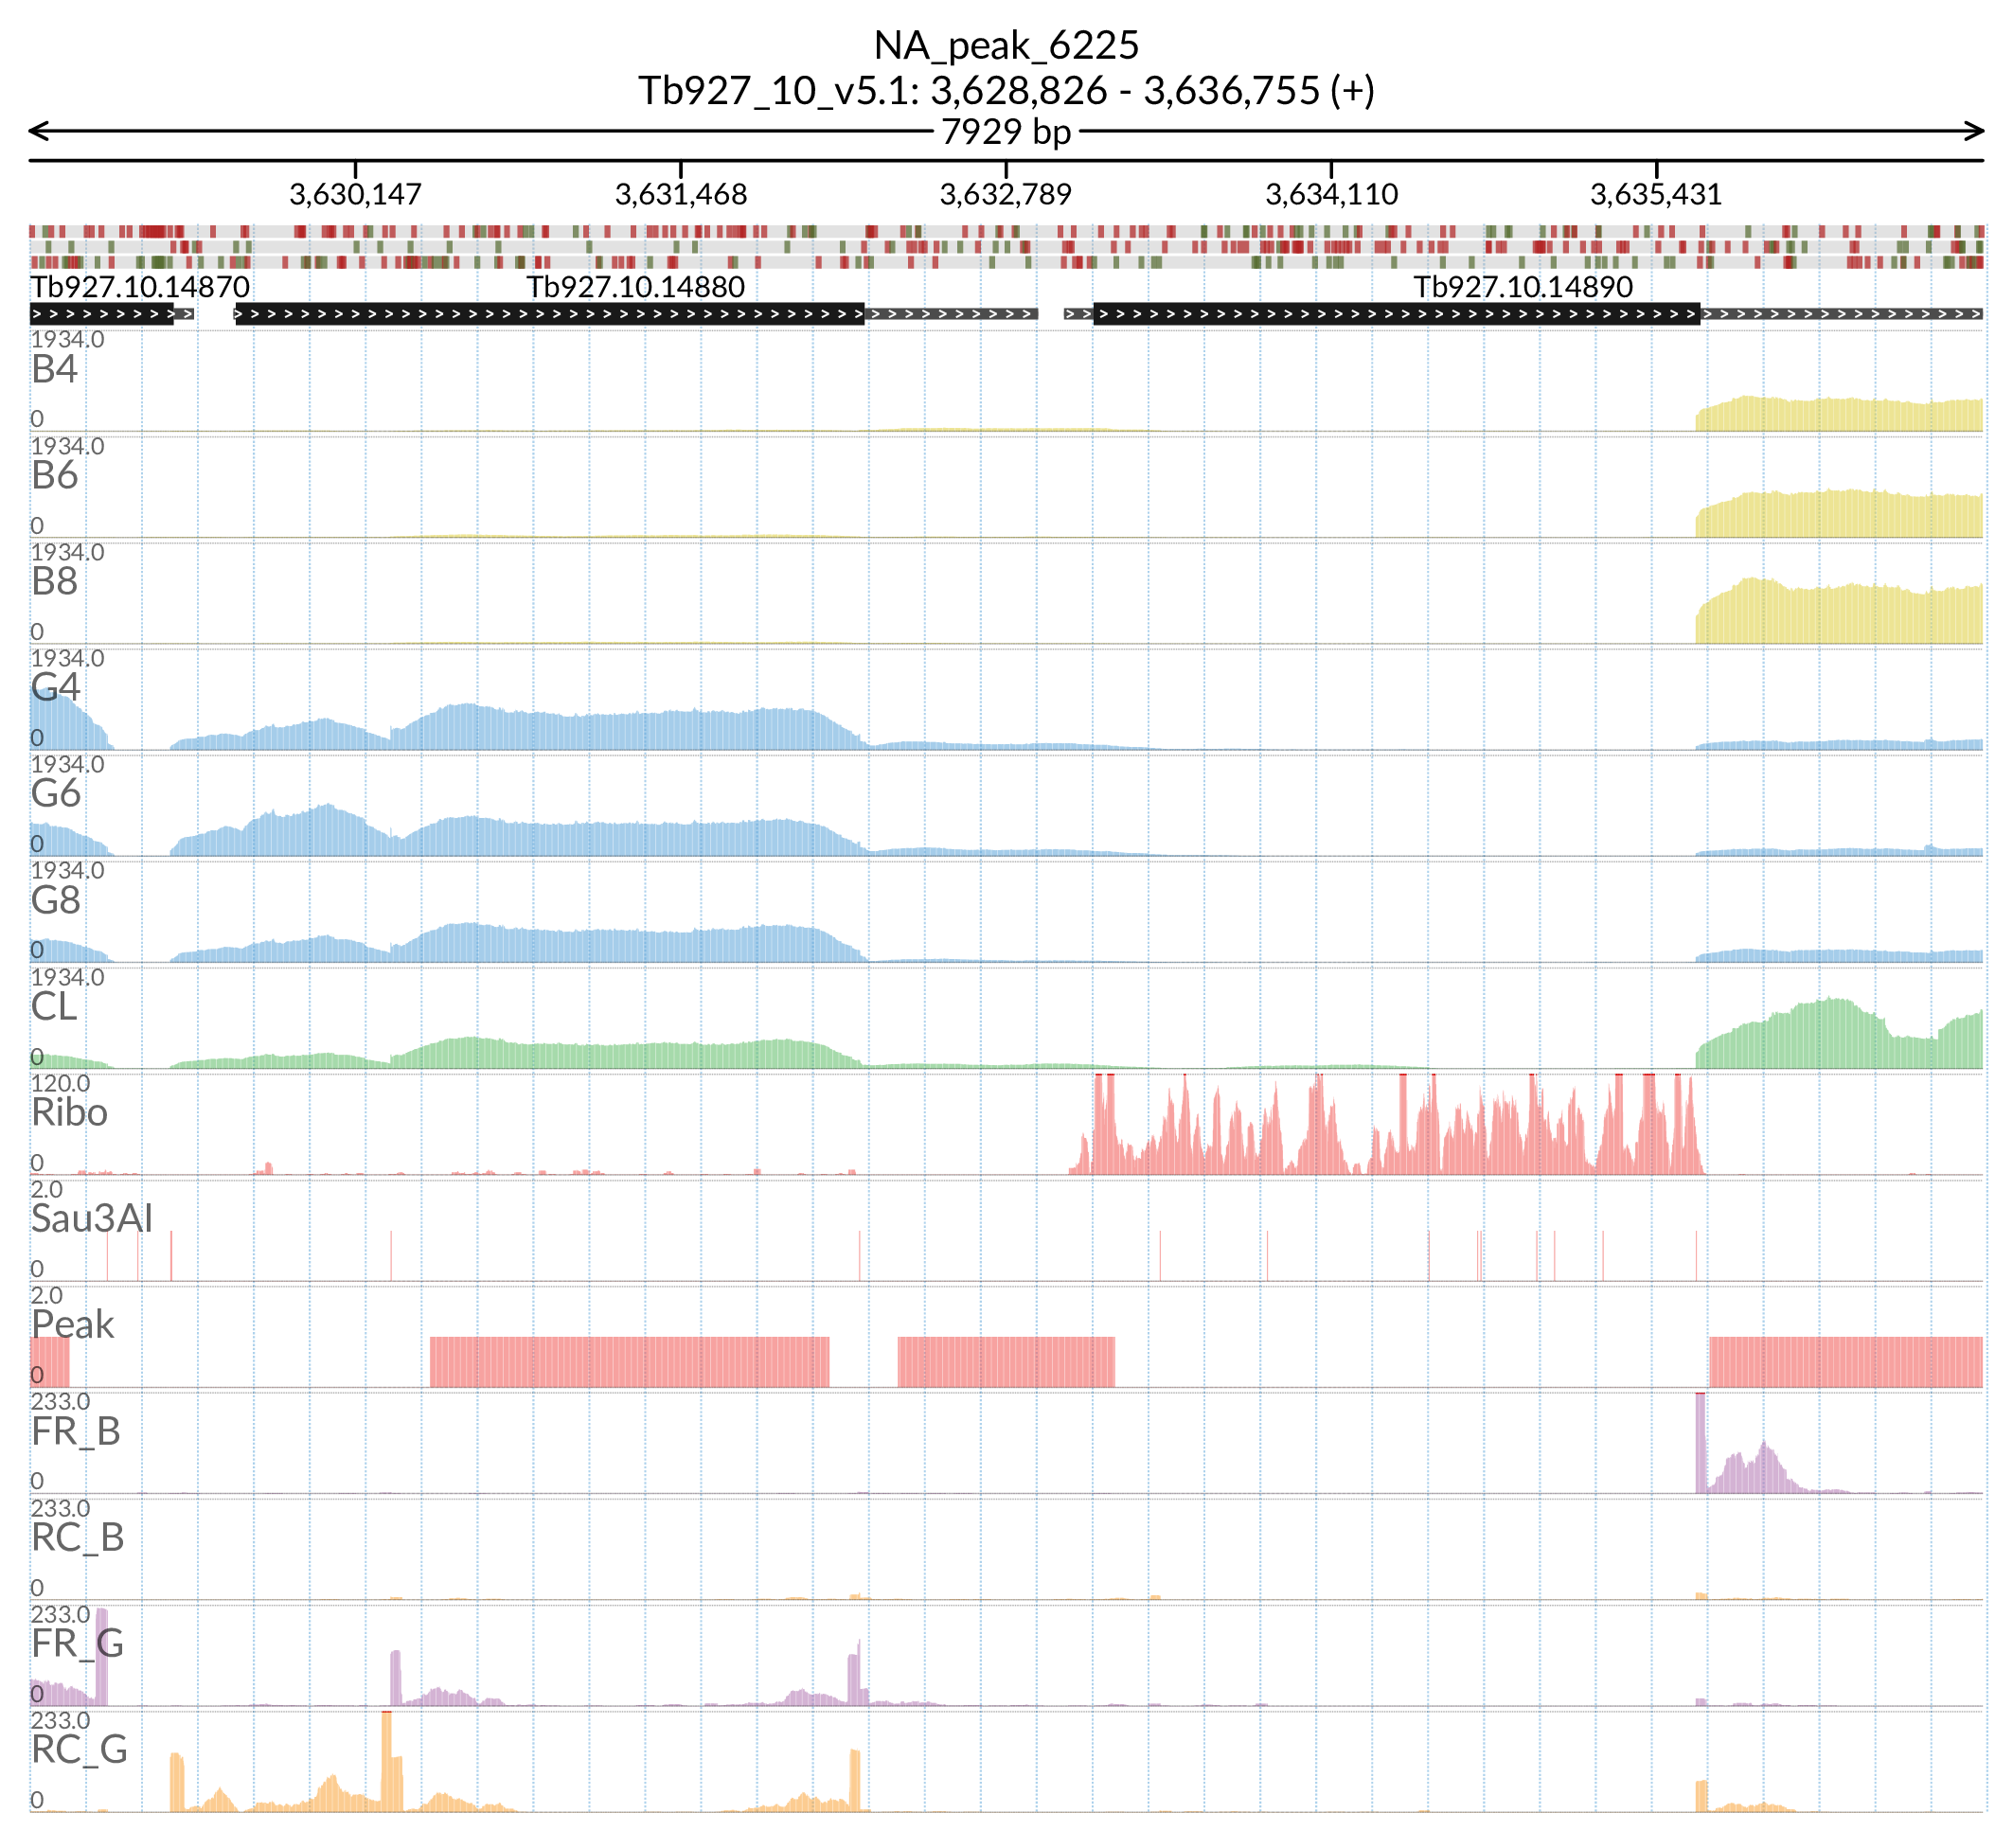 NA_peak_6225
Tb927_10_v5.1: 3,628,826 - 3,636,755 (+)
7929 bp
3,630,147 3,631,468 3,632,789 3,634,110 3,635,431
Tb927.10.14870 Tb927.10.14880 Tb927.10.14890
1934.0
B4
0
1934.0
B6
0
1934.0
B8
0
1934.0
G4
0
1934.0
G6
0
1934.0
G8
0
1934.0
CL
0
120.0
Ribo
0
2.0
Sau3AI
0
2.0
Peak
0
233.0
FR_B
0
233.0
RC_B
0
233.0
FR_G
0
233.0
RC_G
0